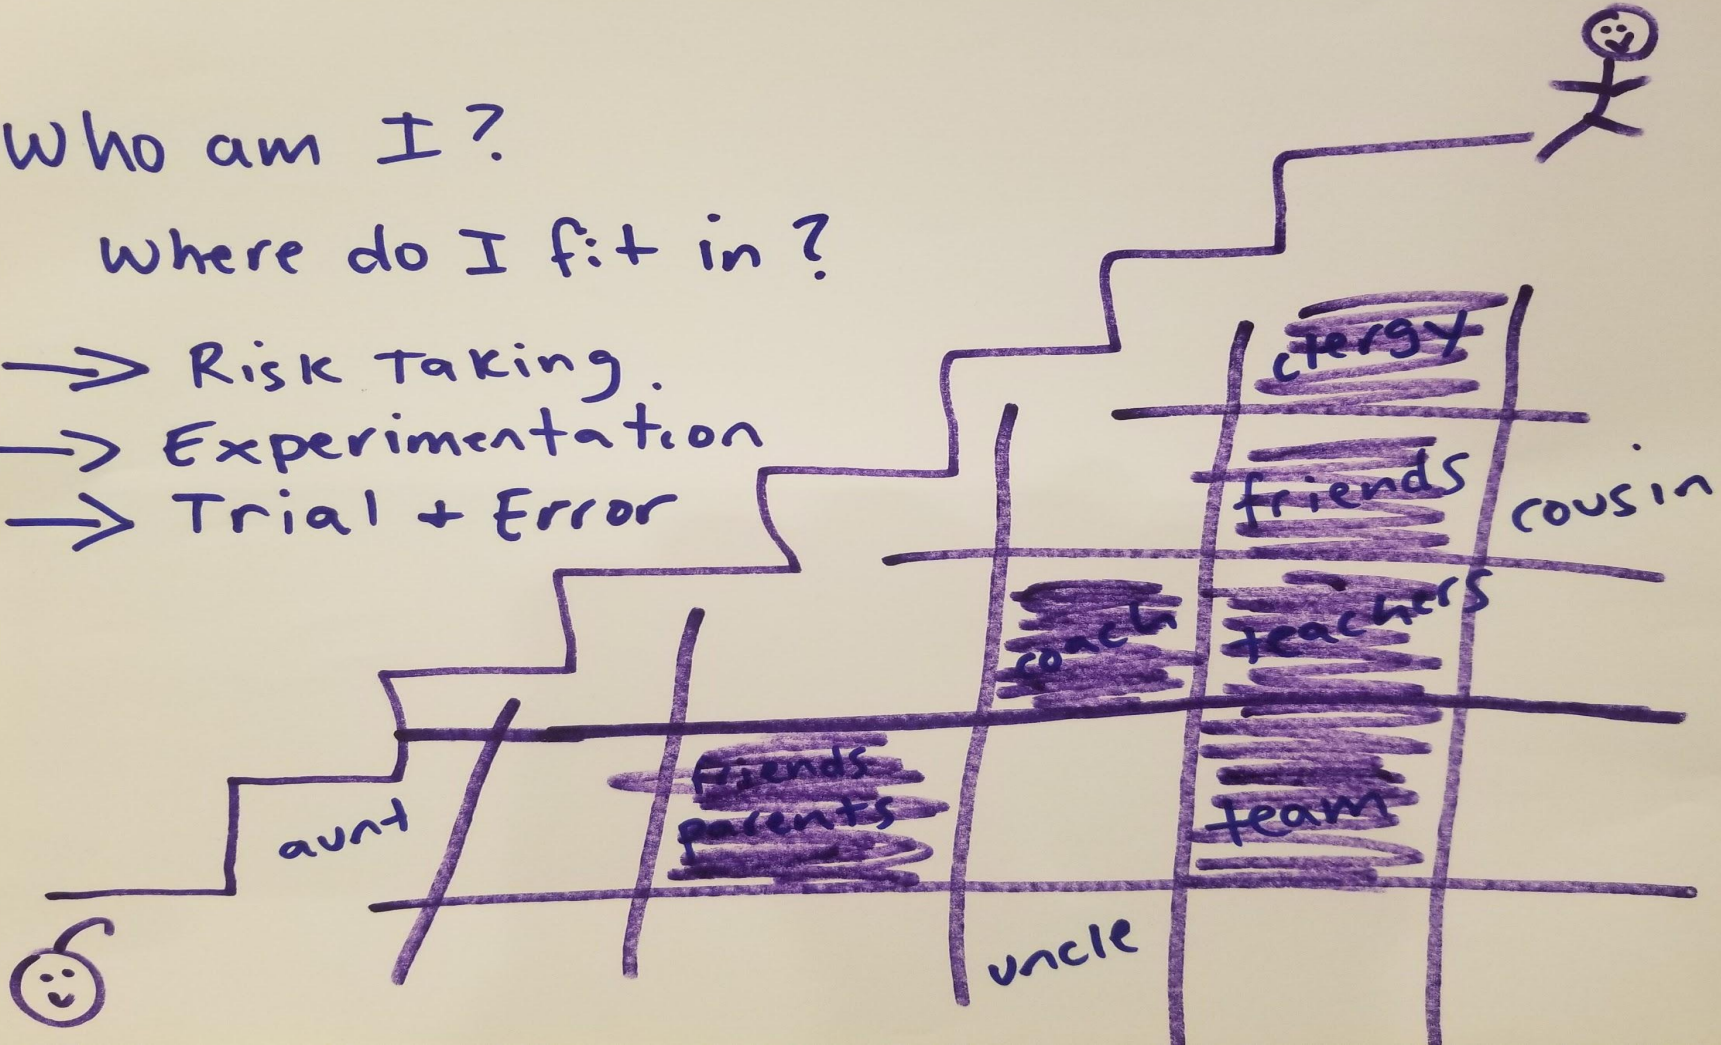 Who am I?
Where do I fit in?
→ Risk Taking.
→ Experimentation
→ Trial + Error
clergy
friends
cousin
coach
teachers
friends
parents
team
aunt
uncle